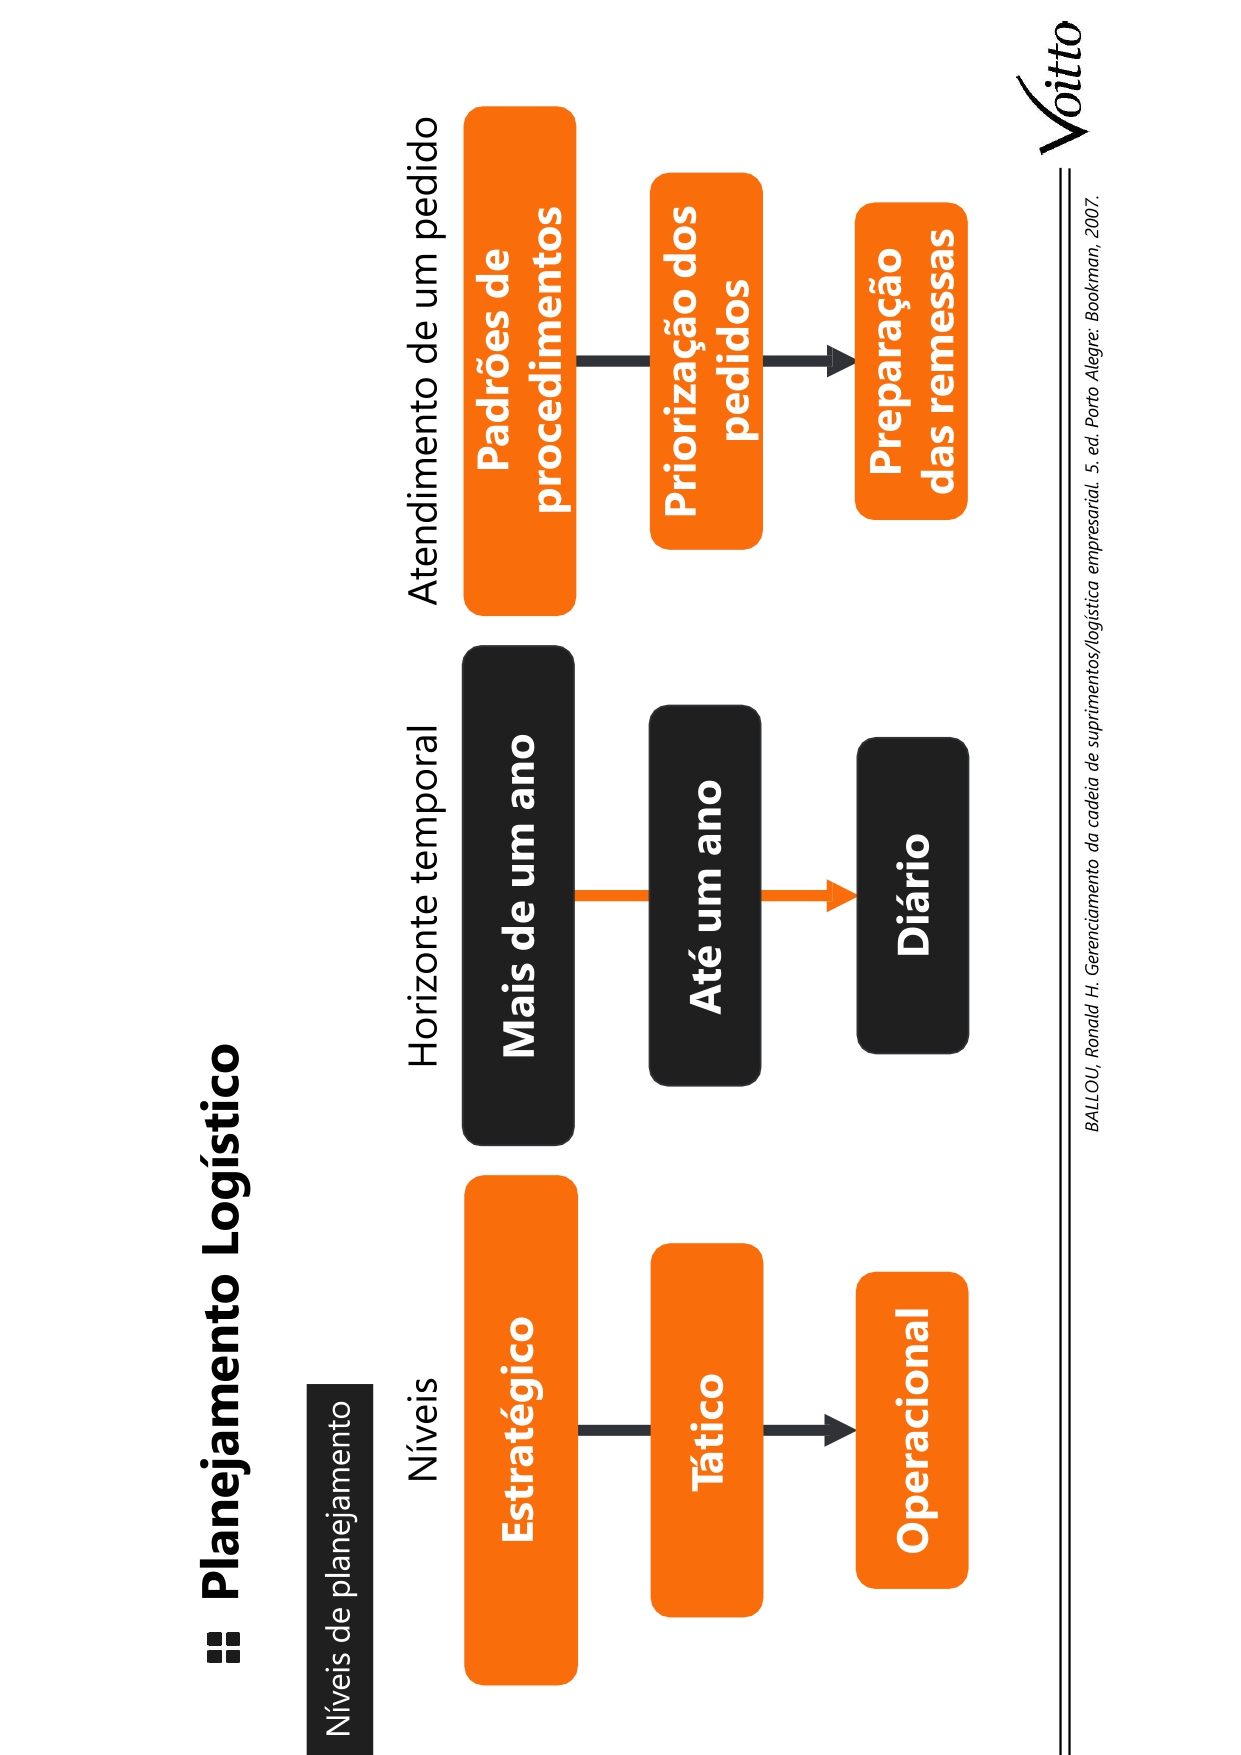 Planejamento Logístico
Níveis de planejamento
Níveis
Horizonte temporal
Atendimento de um pedido
Estratégico
Mais de um ano
Padrões de
procedimentos
Tático
Até um ano
Priorização dos
pedidos
Operacional
Diário
Preparação
das remessas
Voitto
BALLOU, Ronald H. Gerenciamento da cadeia de suprimentos/logística empresarial. 5. ed. Porto Alegre: Bookman, 2007.